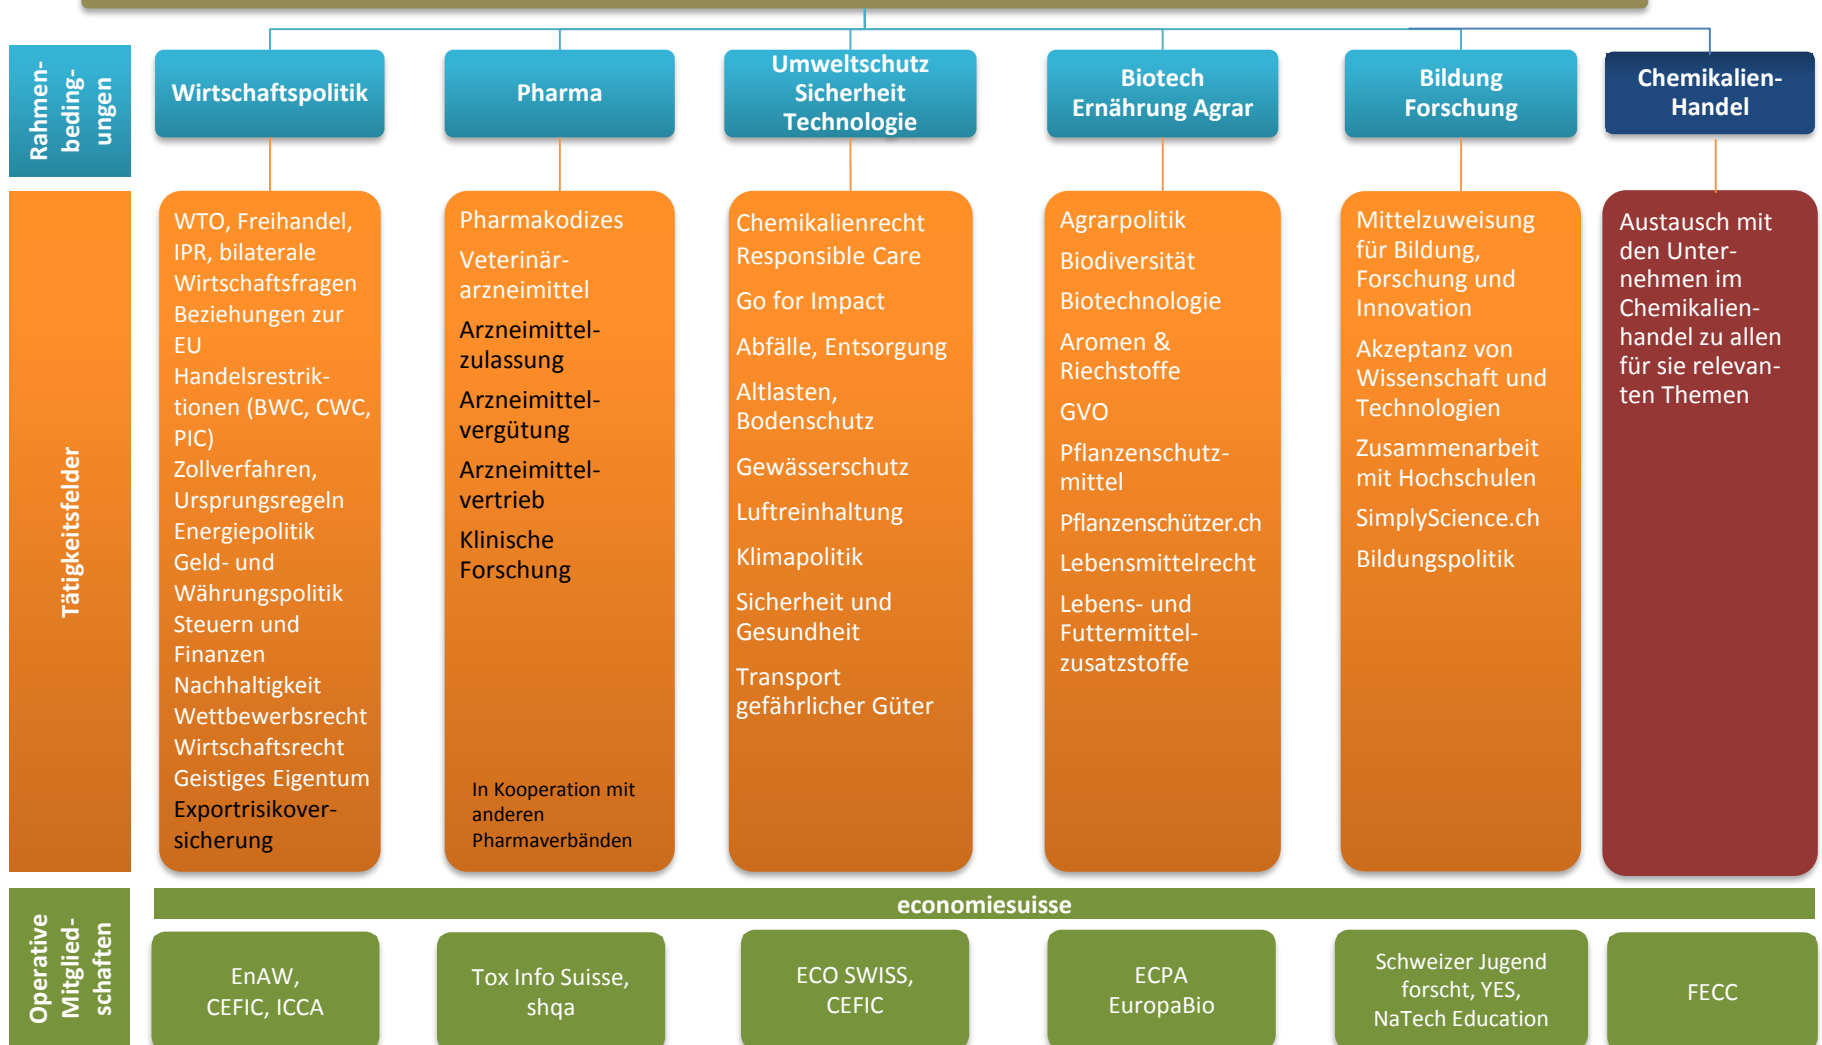 Rahmen-
beding-
ungen
Wirtschaftspolitik
Pharma
Umweltschutz
Sicherheit
Technologie
Biotech
Ernährung Agrar
Bildung
Forschung
Chemikalien-
Handel
Tätigkeitsfelder
WTO, Freihandel,
IPR, bilaterale
Wirtschaftsfragen
Beziehungen zur
EU
Handelsrestrik-
tionen (BWC, CWC,
PIC)
Zollverfahren,
Ursprungsregeln
Energiepolitik
Geld- und
Währungspolitik
Steuern und
Finanzen
Nachhaltigkeit
Wettbewerbsrecht
Wirtschaftsrecht
Geistiges Eigentum
Exportrisikover-
sicherung
Pharmakodizes
Veterinär-
arzneimittel
Arzneimittel-
zulassung
Arzneimittel-
vergütung
Arzneimittel-
vertrieb
Klinische
Forschung
In Kooperation mit
anderen
Pharmaverbänden
Chemikalienrecht
Responsible Care
Go for Impact
Abfälle, Entsorgung
Altlasten,
Bodenschutz
Gewässerschutz
Luftreinhaltung
Klimapolitik
Sicherheit und
Gesundheit
Transport
gefährlicher Güter
Agrarpolitik
Biodiversität
Biotechnologie
Aromen &
Riechstoffe
GVO
Pflanzenschutz-
mittel
Pflanzenschützer.ch
Lebensmittelrecht
Lebens- und
Futtermittel-
zusatzstoffe
Mittelzuweisung
für Bildung,
Forschung und
Innovation
Akzeptanz von
Wissenschaft und
Technologien
Zusammenarbeit
mit Hochschulen
SimplyScience.ch
Bildungspolitik
Austausch mit
den Unter-
nehmen im
Chemikalien-
handel zu allen
für sie relevan-
ten Themen
Operative
Mitglied-
schaften
economiesuisse
EnAW,
CEFIC, ICCA
Tox Info Suisse,
shqa
ECO SWISS,
CEFIC
ECPA
EuropaBio
Schweizer Jugend
forscht, YES,
NaTech Education
FECC